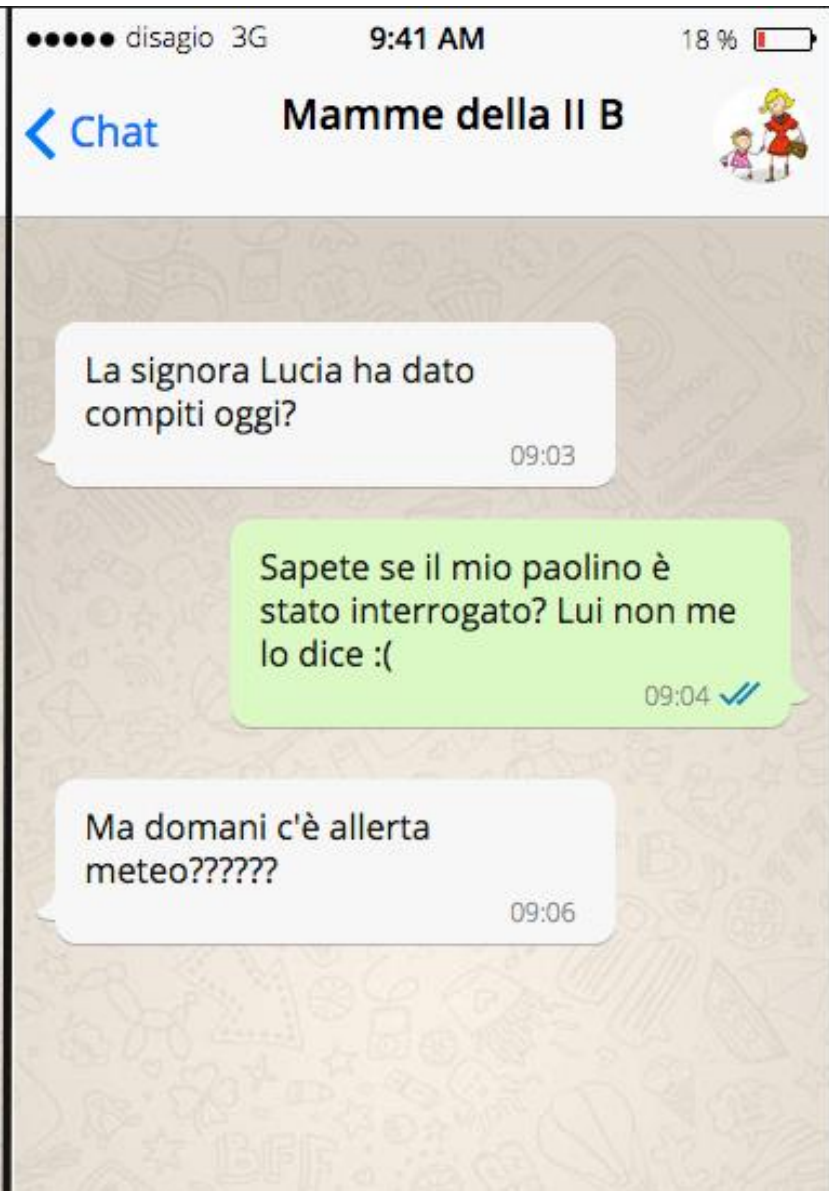 disagio 3G 9:41 AM 18 %
Chat Mamme della II B
La signora Lucia ha dato
compiti oggi?
09:03
Sapete se il mio paolino è
stato interrogato? Lui non me
lo dice :(
09:04
Ma domani c'è allerta
meteo??????
09:06
BFF